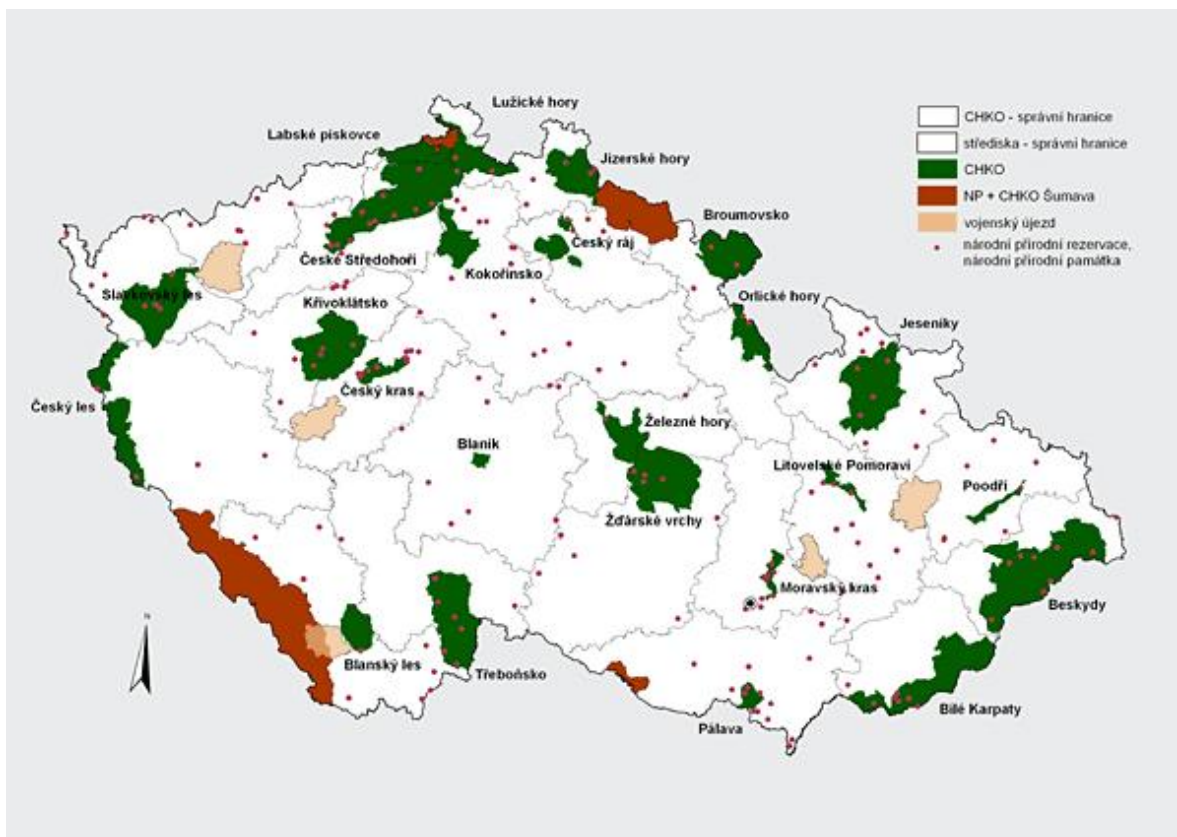 Lužické hory
Labské pískovce
Jizerské hory
Broumovsko
Český ráj
České Středohoří
Kokořínsko
Slavkovský les
Křivoklátsko
Orlické hory
Jeseníky
Český kras
Český les
Železné hory
Blaník
Litovelské Pomoraví
Poodří
Žďárské vrchy
Moravský kras
Beskydy
Blanský les
Třeboňsko
Bílé Karpaty
Pálava
N
CHKO - správní hranice
střediska - správní hranice
CHKO
NP + CHKO Šumava
vojenský újezd
národní přírodní rezervace,
národní přírodní památka